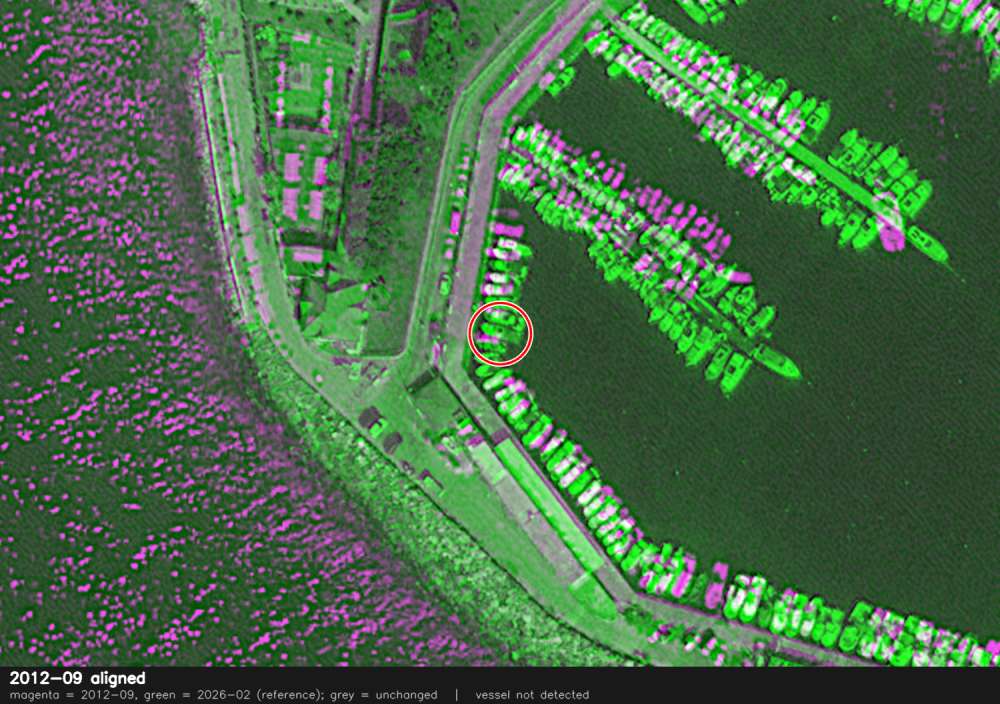 2012-09 aligned
magenta = 2012-09, green = 2026-02 (reference); grey = unchanged | vessel not detected